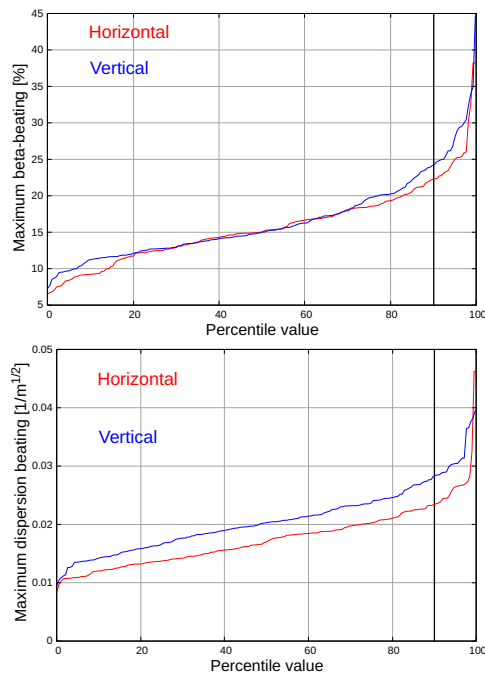 45
40
35
30
25
20
15
10
5
Maximum beta-beating [%]
Horizontal
Vertical
0 20 40 60 80 100
Percentile value
0.05
0.04
0.03
0.02
0.01
0
Maximum dispersion beating [1/m^{1/2}]
Horizontal
Vertical
0 20 40 60 80 100
Percentile value